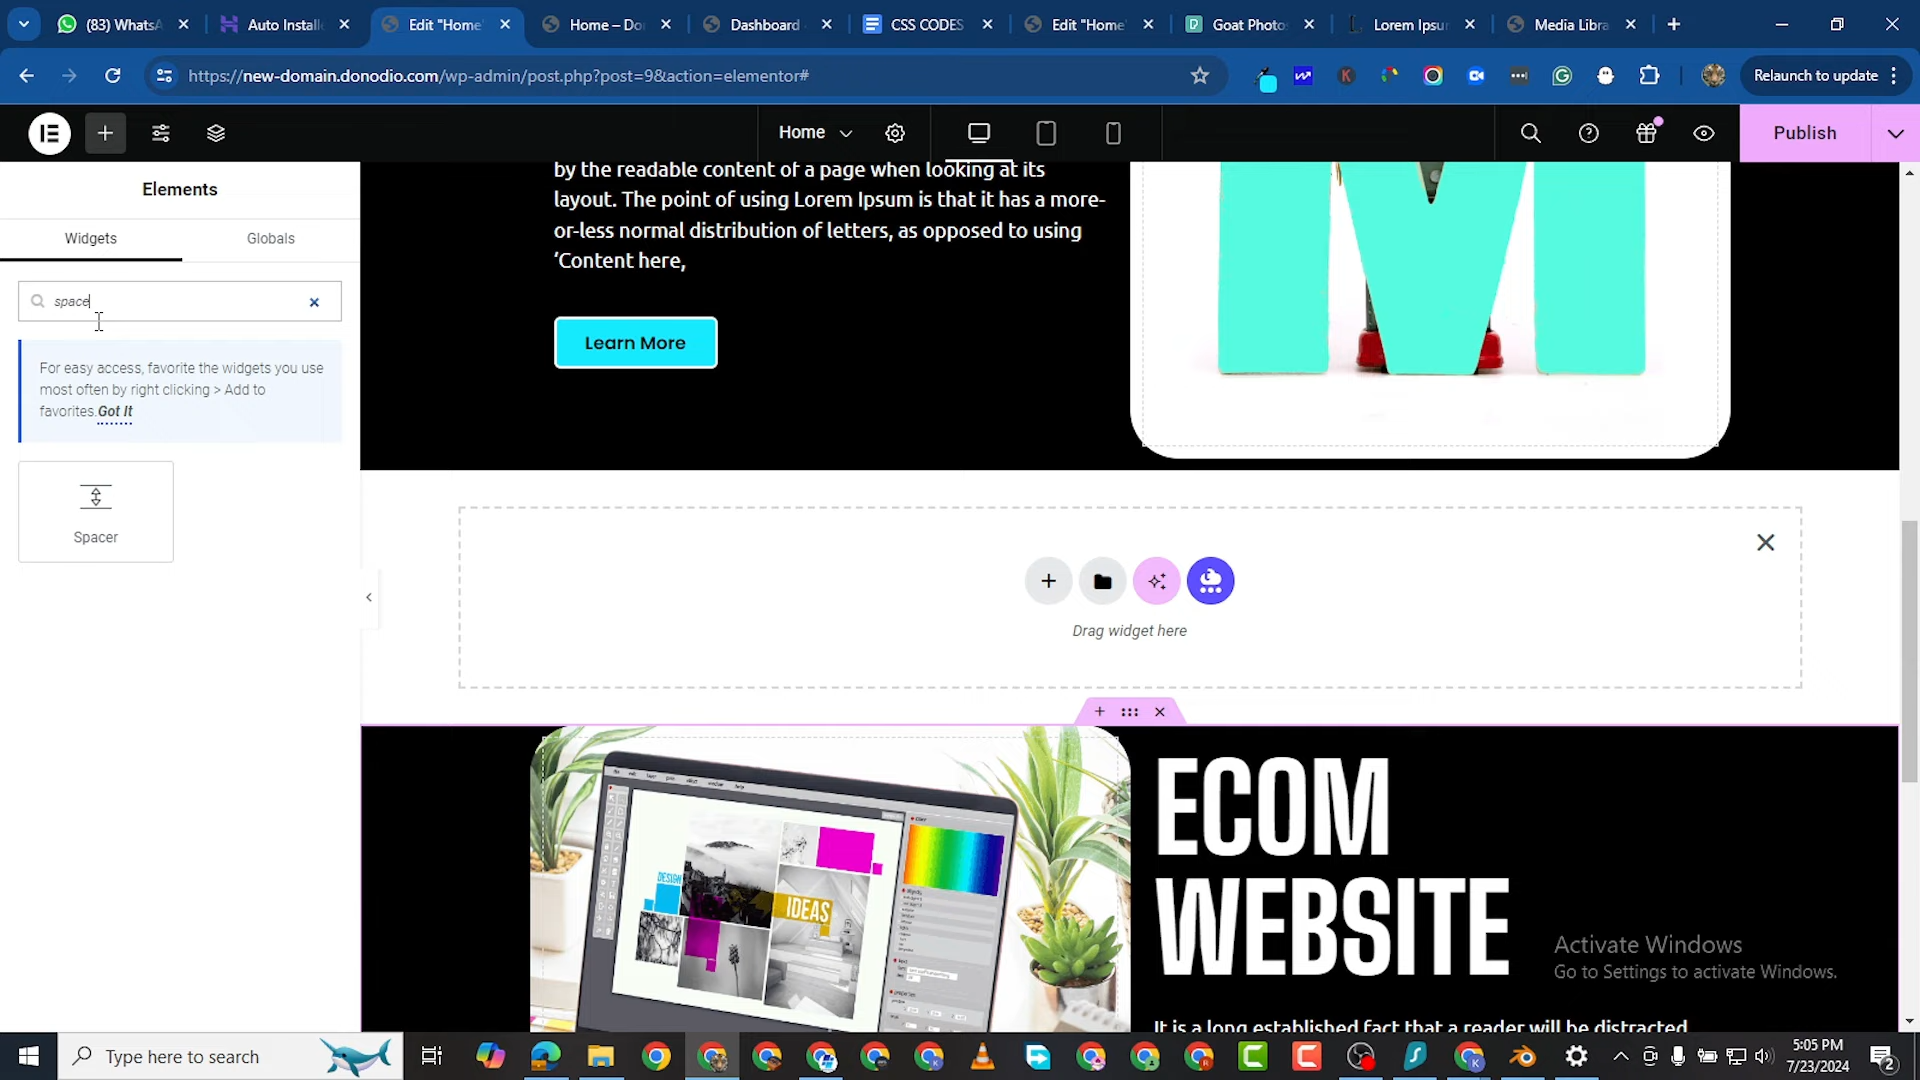 (83) WhatsA
Auto Installe
Edit "Home"
Home – Do
Dashboard
CSS CODES
Edit "Home"
Goat Photos
Lorem Ipsu
Media Libra
https://new-domain.donodio.com/wp-admin/post.php?post=9&action=elementor#
Relaunch to update
Home
Publish
Elements
Widgets
Globals
space
For easy access, favorite the widgets you use
most often by right clicking > Add to
favorites.Got It
Spacer
by the readable content of a page when looking at its
layout. The point of using Lorem Ipsum is that it has a more-
or-less normal distribution of letters, as opposed to using
‘Content here,
Learn More
M
Drag widget here
DESIGN
IDEAS
ECOM
WEBSITE
It is a long established fact that a reader will be distracted
Activate Windows
Go to Settings to activate Windows.
Type here to search
5:05 PM
7/23/2024
2